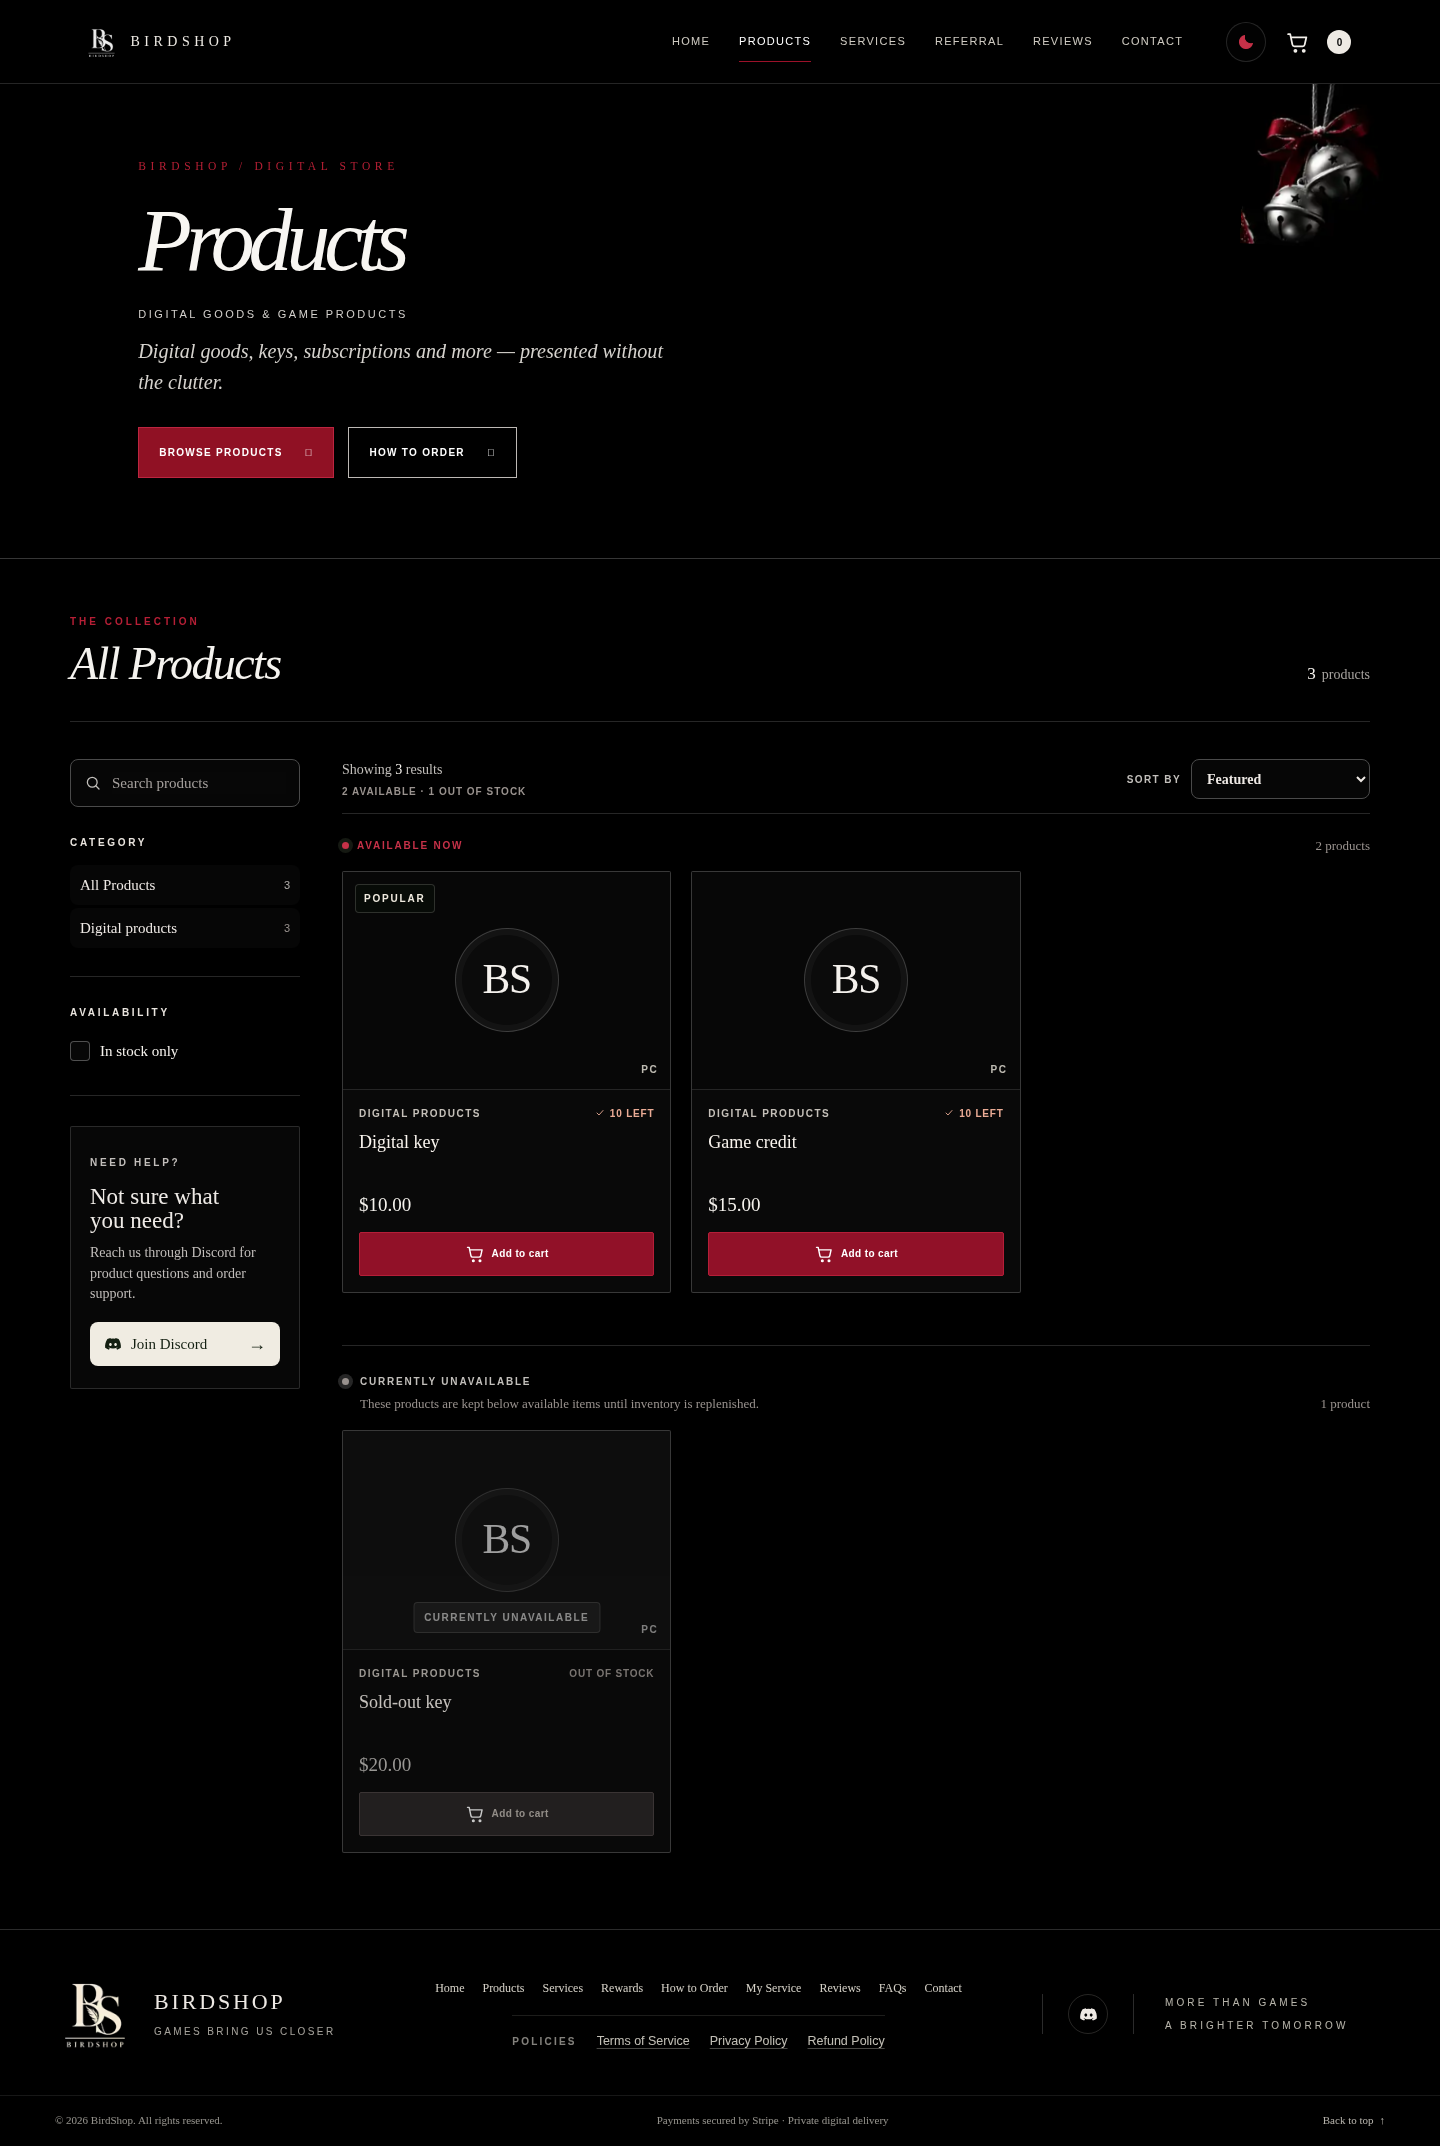 BS
BIRDSHOP
BIRDSHOP
HOME PRODUCTS SERVICES REFERRAL REVIEWS CONTACT 0
BIRDSHOP / DIGITAL STORE
Products
DIGITAL GOODS & GAME PRODUCTS
Digital goods, keys, subscriptions and more — presented without
the clutter.
BROWSE PRODUCTS HOW TO ORDER
THE COLLECTION
All Products
3 products
Search products
CATEGORY
All Products 3
Digital products 3
AVAILABILITY
In stock only
NEED HELP?
Not sure what
you need?
Reach us through Discord for
product questions and order
support.
Join Discord →
Showing 3 results
2 AVAILABLE · 1 OUT OF STOCK
SORT BY Featured
AVAILABLE NOW 2 products
POPULAR
BS
PC
DIGITAL PRODUCTS ✓ 10 LEFT
Digital key
$10.00
Add to cart
BS
PC
DIGITAL PRODUCTS ✓ 10 LEFT
Game credit
$15.00
Add to cart
CURRENTLY UNAVAILABLE
These products are kept below available items until inventory is replenished. 1 product
BS
CURRENTLY UNAVAILABLE
PC
DIGITAL PRODUCTS OUT OF STOCK
Sold-out key
$20.00
Add to cart
BS
BIRDSHOP
BIRDSHOP
GAMES BRING US CLOSER
Home Products Services Rewards How to Order My Service Reviews FAQs Contact
POLICIES Terms of Service Privacy Policy Refund Policy
MORE THAN GAMES
A BRIGHTER TOMORROW
© 2026 BirdShop. All rights reserved.
Payments secured by Stripe · Private digital delivery
Back to top ↑